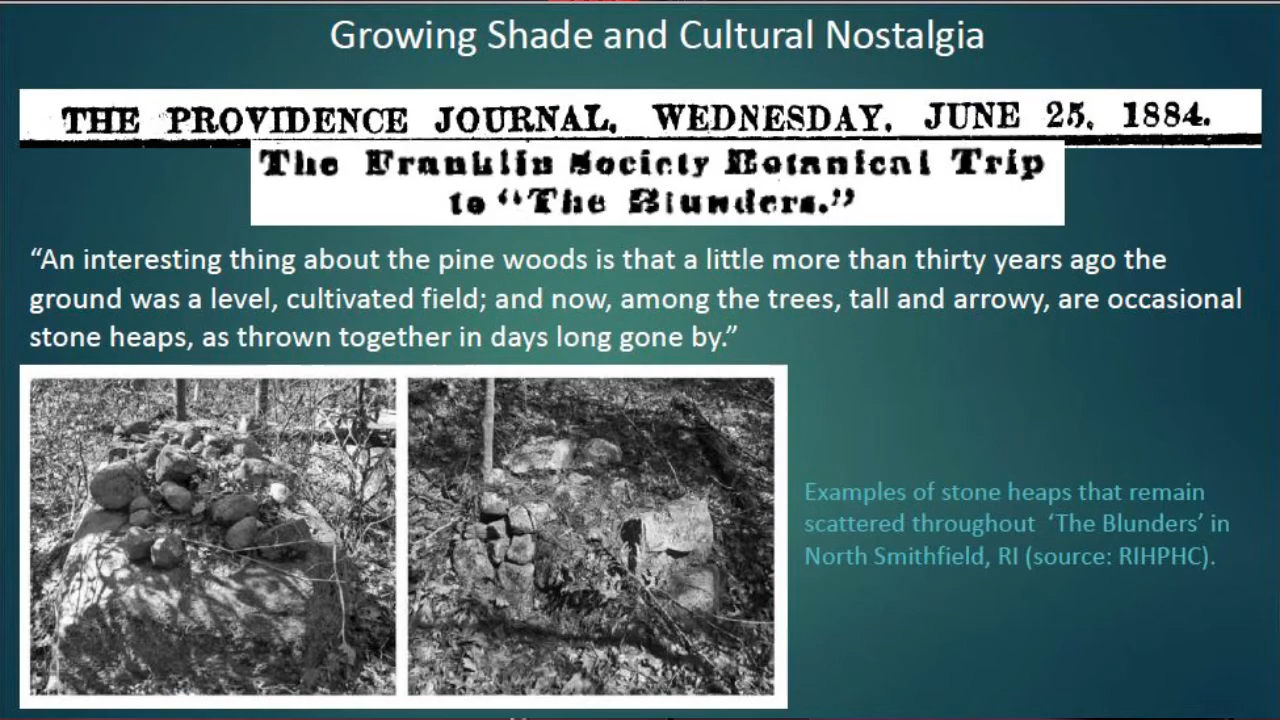 Growing Shade and Cultural Nostalgia
THE PROVIDENCE JOURNAL, WEDNESDAY, JUNE 25, 1884.
The Franklin Society Botanical Trip
to "The Blunders."
“An interesting thing about the pine woods is that a little more than thirty years ago the
ground was a level, cultivated field; and now, among the trees, tall and arrowy, are occasional
stone heaps, as thrown together in days long gone by.”
Examples of stone heaps that remain
scattered throughout ‘The Blunders’ in
North Smithfield, RI (source: RIHPHC).